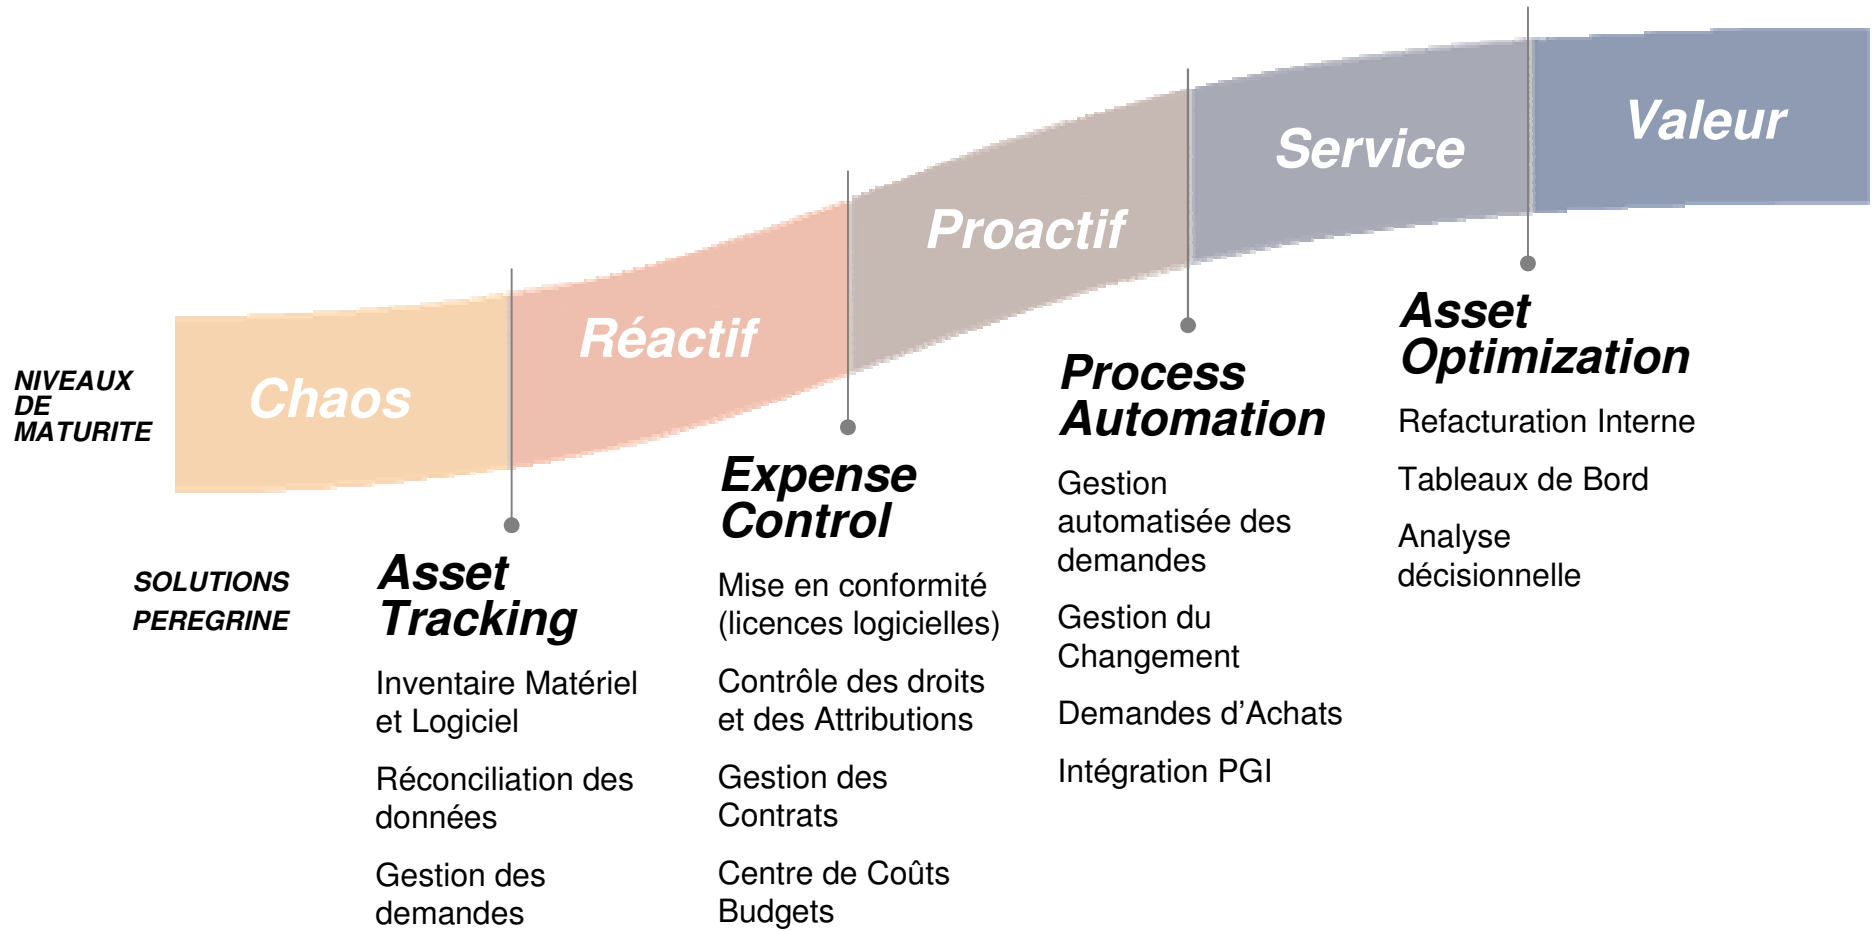 Chaos
Réactif
Proactif
Service
Valeur
NIVEAUX
DE
MATURITE
SOLUTIONS
PEREGRINE
Asset
Tracking
Inventaire Matériel
et Logiciel
Réconciliation des
données
Gestion des
demandes
Expense
Control
Mise en conformité
(licences logicielles)
Contrôle des droits
et des Attributions
Gestion des
Contrats
Centre de Coûts
Budgets
Process
Automation
Gestion
automatisée des
demandes
Gestion du
Changement
Demandes d’Achats
Intégration PGI
Asset
Optimization
Refacturation Interne
Tableaux de Bord
Analyse
décisionnelle